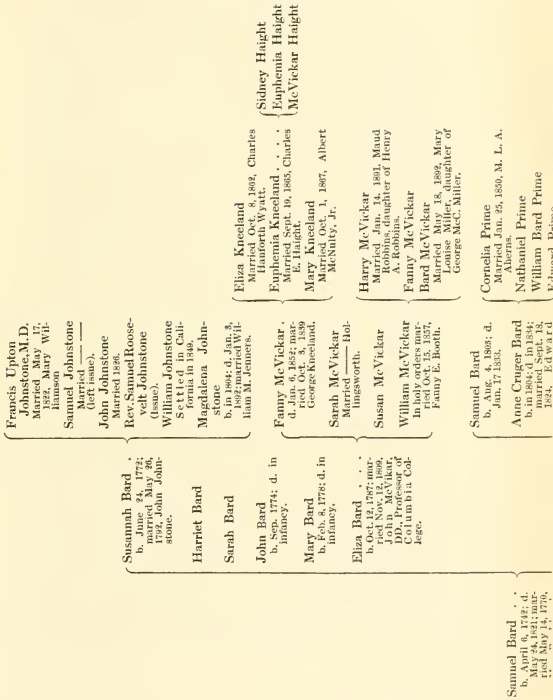 Samuel Bard . .
b. April 6, 1742; d.
May 24, 1821; mar-
ried May 14, 1770,
Susannah Bard .
b. June 24, 1772;
married May 26,
1792, John John-
stone.
Harriet Bard
Sarah Bard
John Bard
b. Sep. 1774; d. in
infancy.
Mary Bard
b. Feb. 8, 1778; d. in
infancy.
Eliza Bard . . .
b. Oct. 12, 1787; mar-
ried Nov. 12, 1809,
John McVikar,
DD., Professor of
Columbia Col-
lege.
Francis Upton
Johnstone, M.D.
Married May 17,
1822, Mary Wil-
liamson.
Samuel Johnstone
Married ——
(left issue).
John Johnstone
Married 1826.
Rev. Samuel Roose-
velt Johnstone
(issue).
William Johnstone
Settled in Cali-
fornia in 1849.
Magdalena John-
stone
b. in 1804; d. Jan. 3,
1892; married Wil-
liam M. Jenners.
Fanny McVickar .
d. Jan. 6, 1852; mar-
ried Oct. 3, 1839
George Kneeland.
Sarah McVickar
Married —— Hol-
lingsworth.
Susan McVickar
William McVickar
In holy orders mar-
ried Oct. 15, 1857,
Fanny E. Booth.
Samuel Bard
b. Aug. 4, 1803; d.
Jan. 17 1833.
Anne Cruger Bard
b. in 1804; d in 1834;
married Sept. 18,
1824, Edward
Eliza Kneeland
Married Oct. 8, 1862, Charles
Hanforth Wyatt.
Euphemia Kneeland . . . .
Married Sept. 19, 1865, Charles
E. Haight.
Mary Kneeland
Married Oct. 1, 1867, Albert
McNulty, Jr.
Harry McVickar
Married Jan. 14, 1891, Maud
Robbins, daughter of Henry
A. Robbins.
Fanny McVickar
Bard McVickar
Married May 18, 1892, Mary
Louise Miller, daughter of
George McC. Miller.
Cornelia Prime
Married Jan. 25, 1850, M. L. A.
Aherns.
Nathaniel Prime
William Bard Prime
Edward Prime
Sidney Haight
Euphemia Haight
McVickar Haight